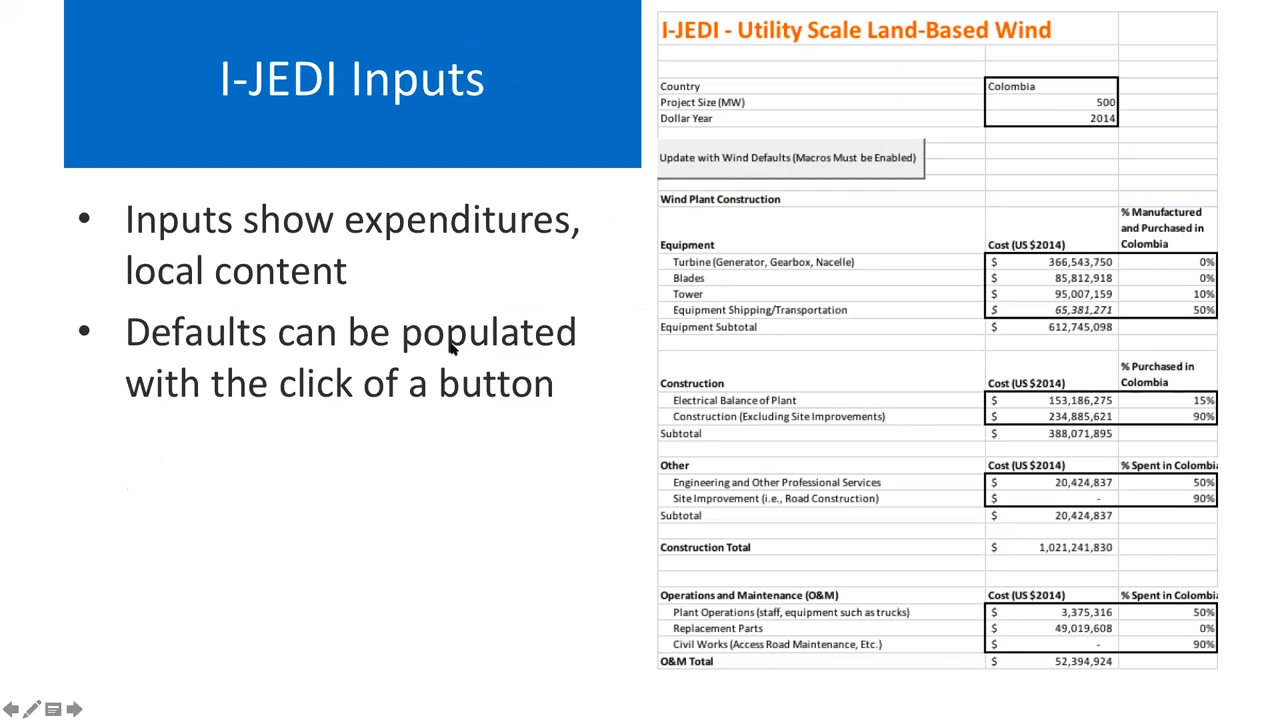 I-JEDI Inputs
• Inputs show expenditures,
local content
• Defaults can be populated
with the click of a button
I-JEDI - Utility Scale Land-Based Wind
Country Colombia
Project Size (MW) 500
Dollar Year 2014
Update with Wind Defaults (Macros Must be Enabled)
Wind Plant Construction
% Manufactured
and Purchased in
Equipment Cost (US $2014) Colombia
Turbine (Generator, Gearbox, Nacelle) $ 366,543,750 0%
Blades $ 85,812,918 0%
Tower $ 95,007,159 10%
Equipment Shipping/Transportation $ 65,381,271 50%
Equipment Subtotal $ 612,745,098
% Purchased in
Construction Cost (US $2014) Colombia
Electrical Balance of Plant $ 153,186,275 15%
Construction (Excluding Site Improvements) $ 234,885,621 90%
Subtotal $ 388,071,895
Other Cost (US $2014) % Spent in Colombi
Engineering and Other Professional Services $ 20,424,837 50%
Site Improvement (i.e., Road Construction) $ - 90%
Subtotal $ 20,424,837
Construction Total $ 1,021,241,830
Operations and Maintenance (O&M) Cost (US $2014) % Spent in Colombi
Plant Operations (staff, equipment such as trucks) $ 3,375,316 50%
Replacement Parts $ 49,019,608 0%
Civil Works (Access Road Maintenance, Etc.) $ - 90%
O&M Total $ 52,394,924